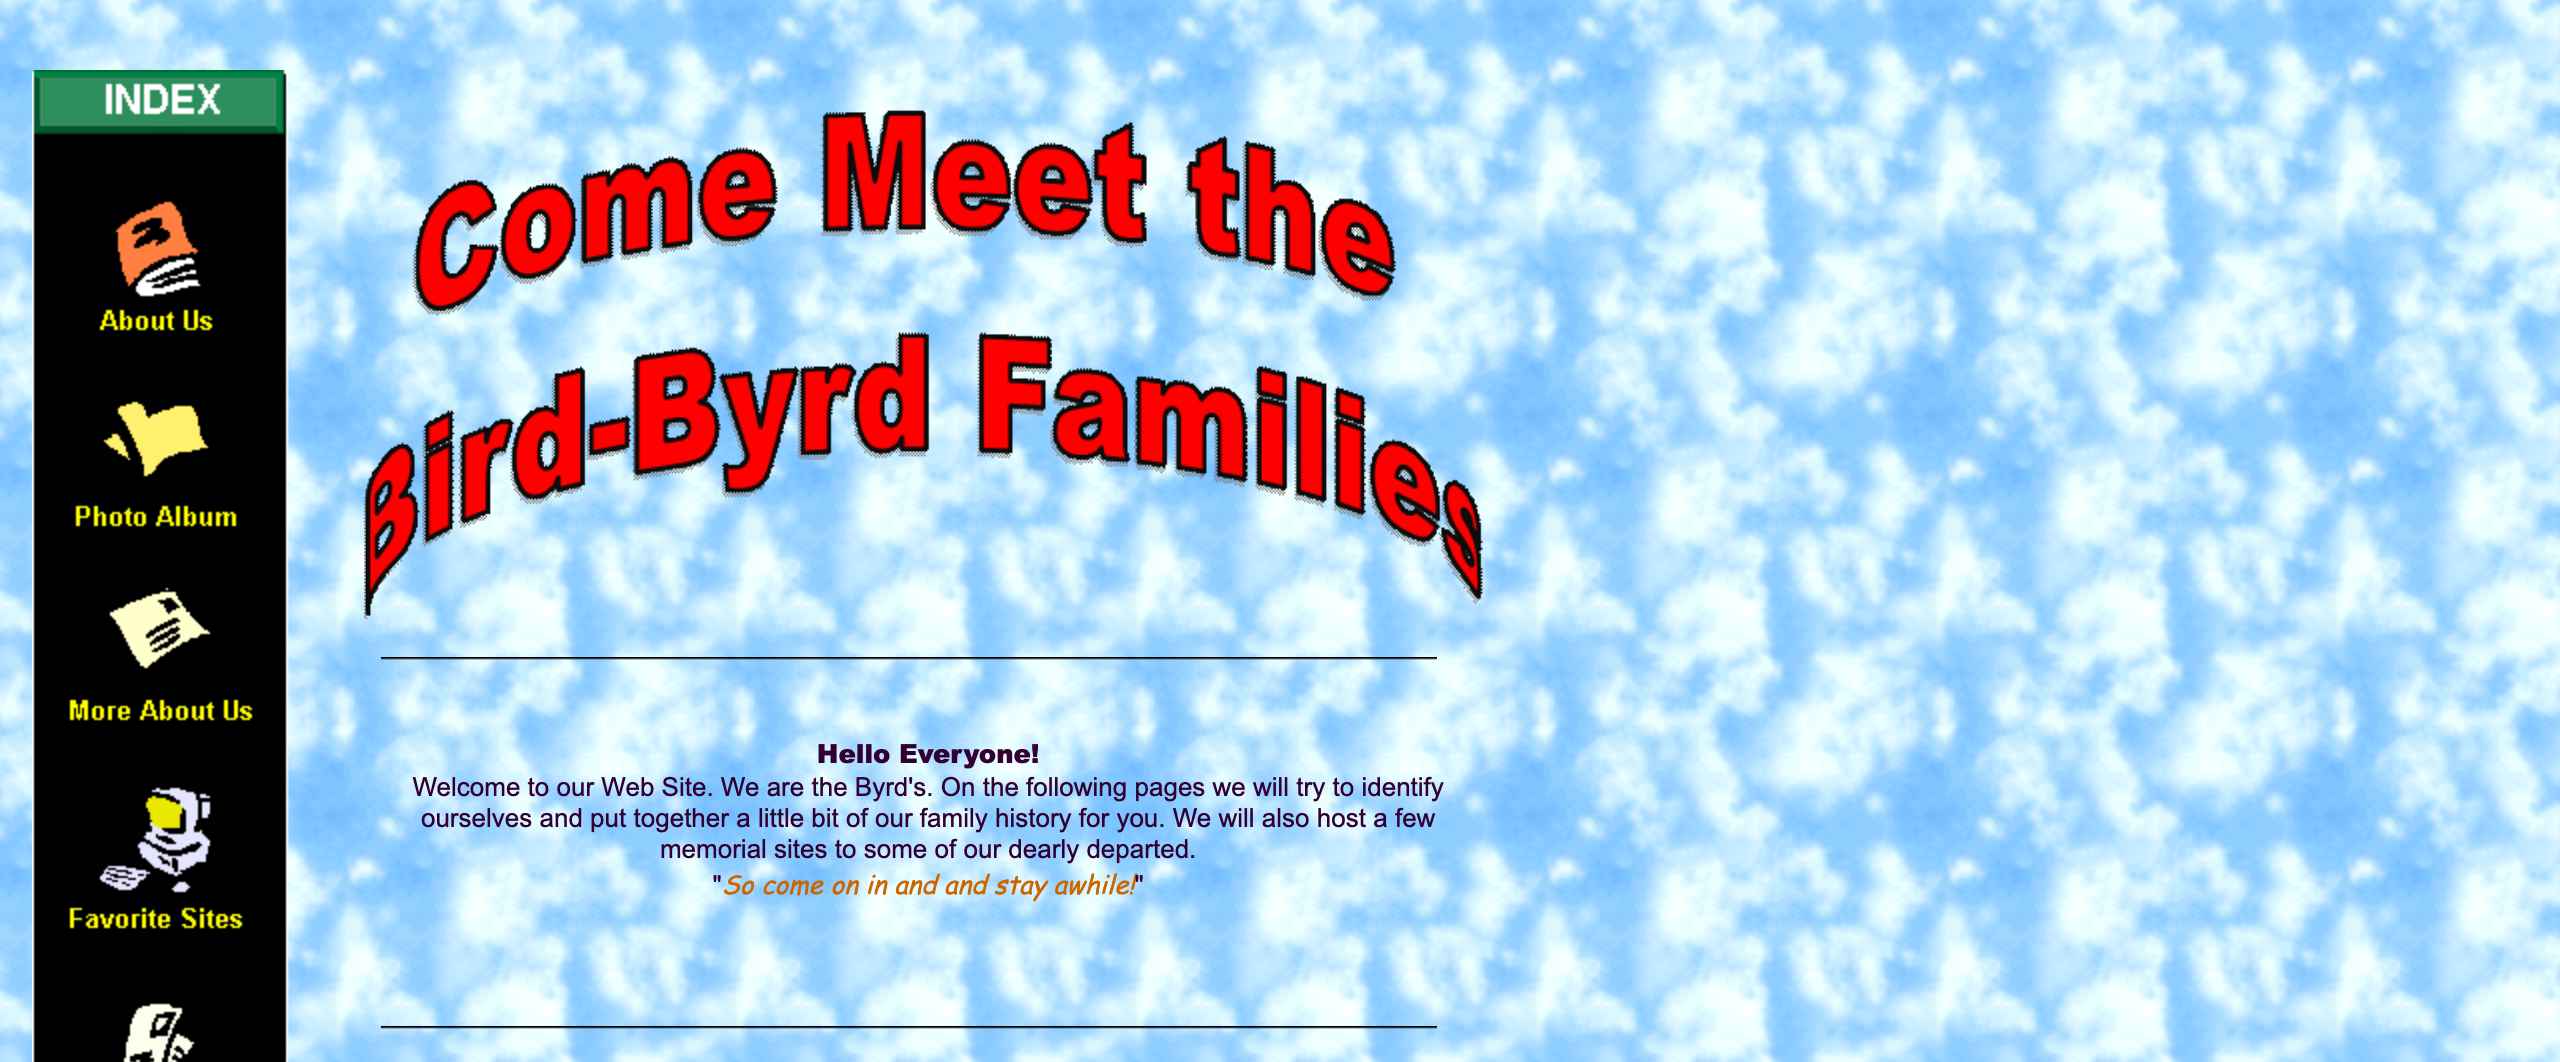 INDEX
About Us
Photo Album
More About Us
Favorite Sites
Come Meet the
Bird-Byrd Families
Hello Everyone!
Welcome to our Web Site. We are the Byrd's. On the following pages we will try to identify
ourselves and put together a little bit of our family history for you. We will also host a few
memorial sites to some of our dearly departed.
"So come on in and and stay awhile!"